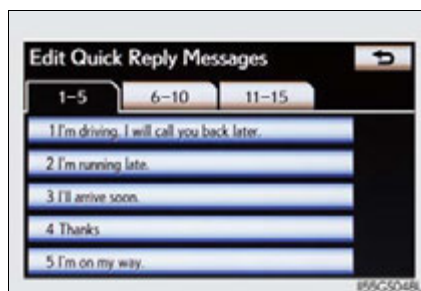 Edit Quick Reply Messages
1-5 6-10 11-15
1 I'm driving. I will call you back later.
2 I'm running late.
3 I'll arrive soon.
4 Thanks
5 I'm on my way.
I55GS048U